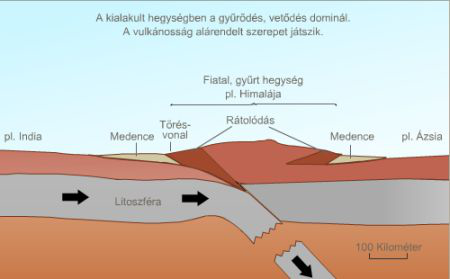 A kialakult hegységben a gyűrődés, vetődés dominál.
A vulkánosság alárendelt szerepet játszik.
Fiatal, gyűrt hegység
pl. Himalája
pl. India
Medence
Törés-
vonal
Rátolódás
Medence
pl. Ázsia
Litoszféra
100 Kilométer